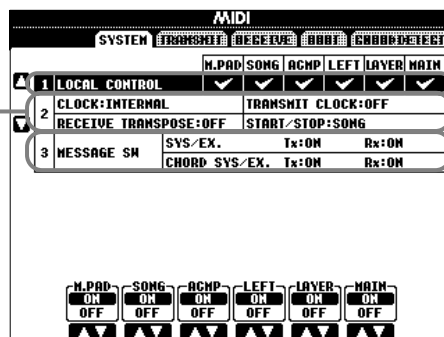 MIDI
SYSTEM TRANSMIT RECEIVE ROOT CHORD DETECT
M.PAD SONG ACMP LEFT LAYER MAIN
1 LOCAL CONTROL
2 CLOCK:INTERNAL TRANSMIT CLOCK:OFF
RECEIVE TRANSPOSE:OFF START/STOP:SONG
3 MESSAGE SW SYS/EX. Tx:ON Rx:ON
CHORD SYS/EX. Tx:ON Rx:ON
M.PAD SONG ACMP LEFT LAYER MAIN
ON ON ON ON ON ON
OFF OFF OFF OFF OFF OFF